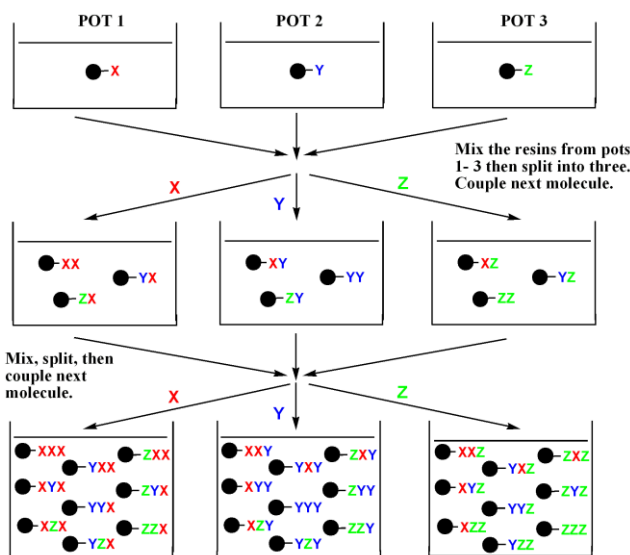 POT 1 POT 2 POT 3
X Y Z
Mix the resins from pots
1- 3 then split into three.
Couple next molecule.
X Y Z
XX YX ZX
XY YY ZY
XZ YZ ZZ
Mix, split, then
couple next
molecule.
X Y Z
XXX YXX ZXX
XYX YYX ZYX
XZX YZX ZZX
XXY YXY ZXY
XYY YYY ZYY
XZY YZY ZZY
XXZ YXZ ZXZ
XYZ YYZ ZYZ
XZZ YZZ ZZZ